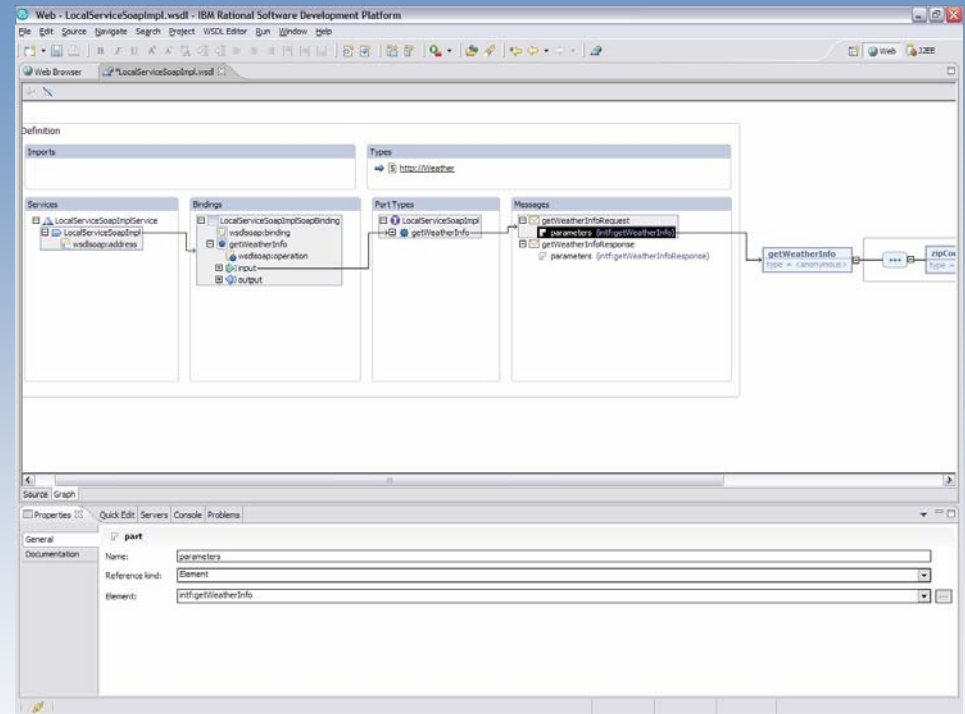 Web - LocalServiceSoapImpl.wsdl - IBM Rational Software Development Platform
File Edit Source Navigate Search Project WSDL Editor Run Window Help
Web J2EE
Web Browser *LocalServiceSoapImpl.wsdl
Definition
Imports
Types
http://Weather
Services
LocalServiceSoapImplService
LocalServiceSoapImpl
wsdlsoap:address
Bindings
LocalServiceSoapImplSoapBinding
wsdlsoap:binding
getWeatherInfo
wsdlsoap:operation
input
output
Port Types
LocalServiceSoapImpl
getWeatherInfo
Messages
getWeatherInfoRequest
parameters (intf:getWeatherInfo)
getWeatherInfoResponse
parameters (intf:getWeatherInfoResponse)
getWeatherInfo
type = <anonymous>
zipCo
type =
Source Graph
Properties Quick Edit Servers Console Problems
General
Documentation
part
Name: parameters
Reference kind: Element
Element: intf:getWeatherInfo